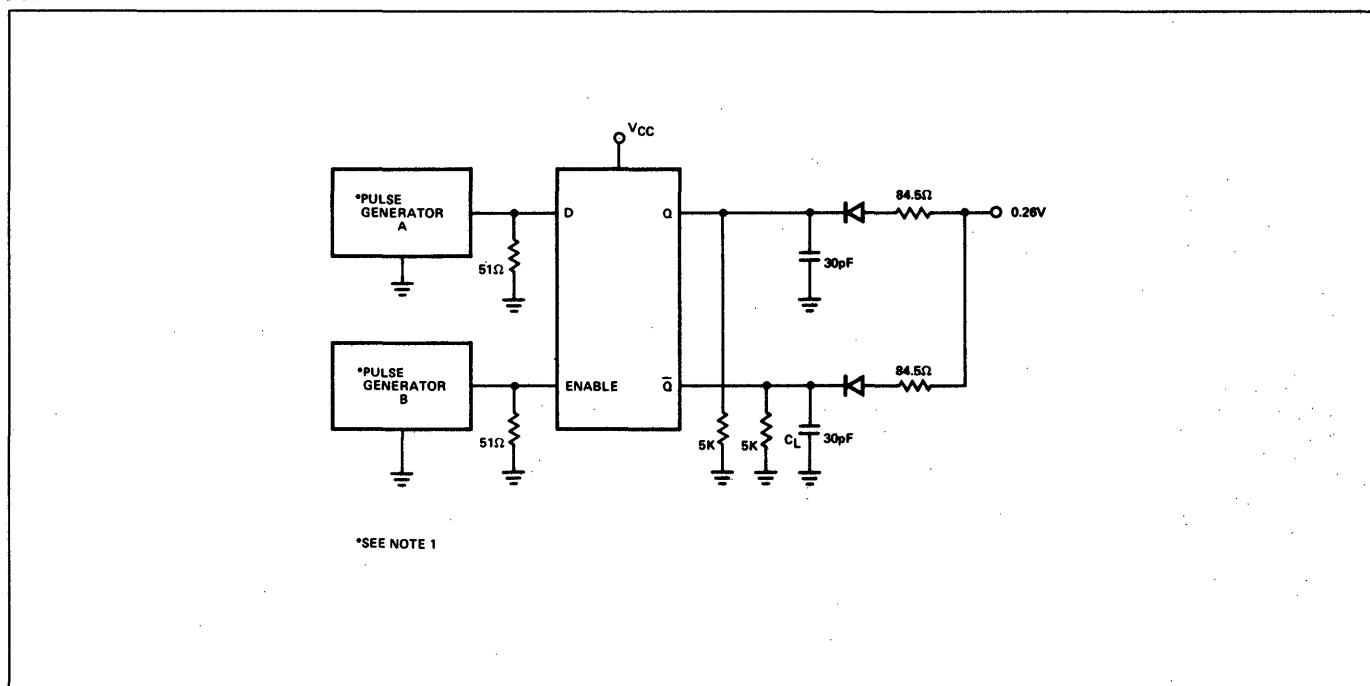 VCC
*PULSE
GENERATOR
A
D
Q
84.5Ω
0.26V
51Ω
30pF
*PULSE
GENERATOR
B
ENABLE
Q̅
84.5Ω
51Ω
5K
5K
CL
30pF
*SEE NOTE 1